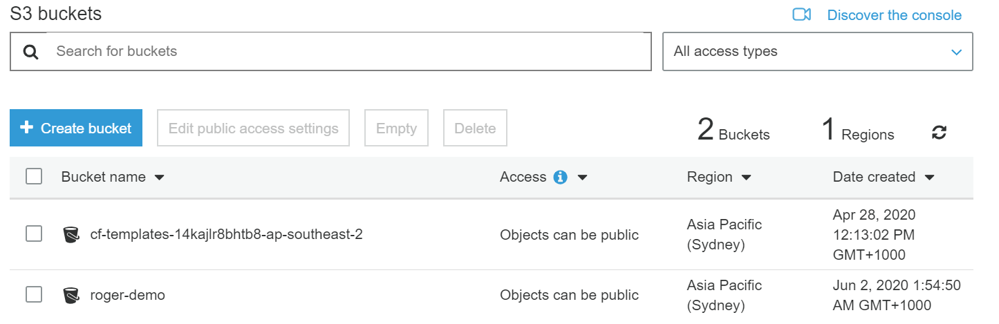 S3 buckets
Discover the console
Search for buckets
All access types
Create bucket
Edit public access settings
Empty
Delete
2 Buckets
1 Regions
Bucket name
Access
Region
Date created
cf-templates-14kajlr8bhtb8-ap-southeast-2
Objects can be public
Asia Pacific
(Sydney)
Apr 28, 2020
12:13:02 PM
GMT+1000
roger-demo
Objects can be public
Asia Pacific
(Sydney)
Jun 2, 2020 1:54:50
AM GMT+1000